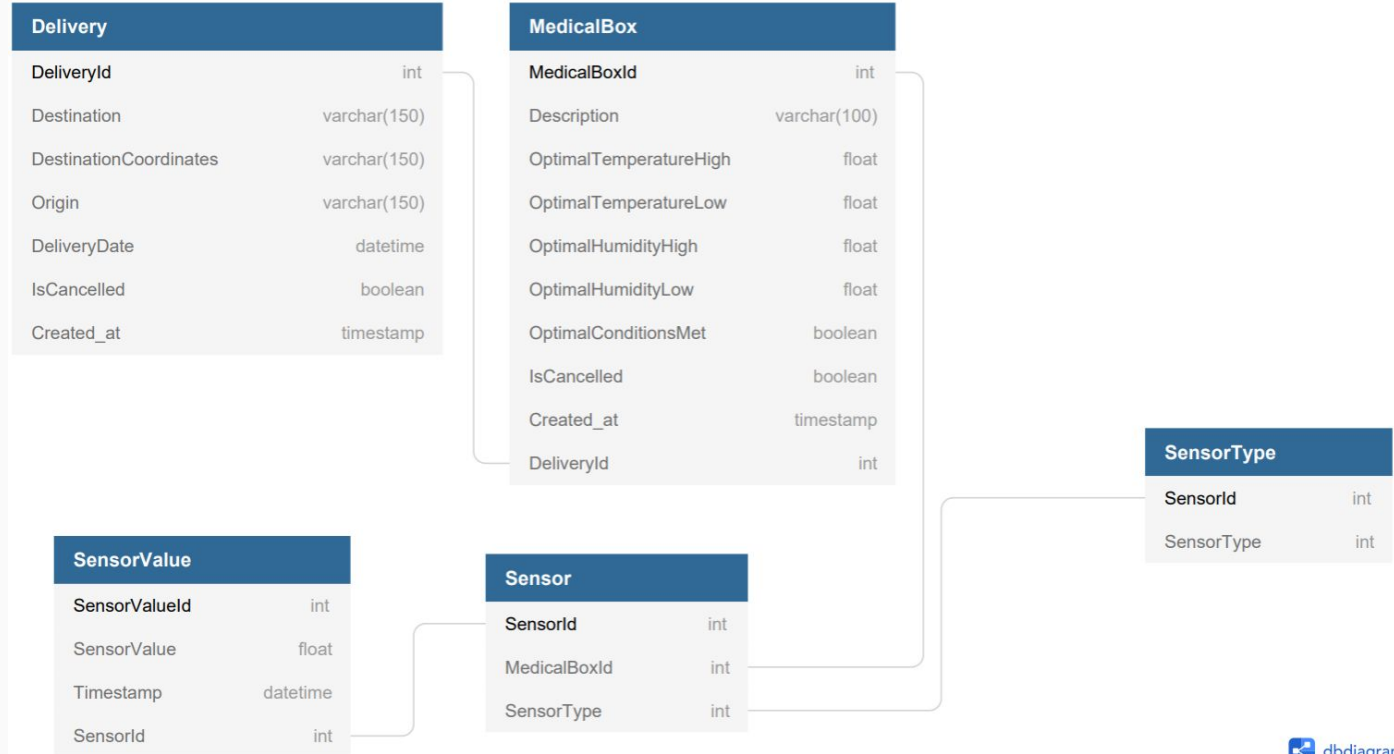 Delivery
DeliveryId int
Destination varchar(150)
DestinationCoordinates varchar(150)
Origin varchar(150)
DeliveryDate datetime
IsCancelled boolean
Created_at timestamp
MedicalBox
MedicalBoxId int
Description varchar(100)
OptimalTemperatureHigh float
OptimalTemperatureLow float
OptimalHumidityHigh float
OptimalHumidityLow float
OptimalConditionsMet boolean
IsCancelled boolean
Created_at timestamp
DeliveryId int
SensorType
SensorId int
SensorType int
SensorValue
SensorValueId int
SensorValue float
Timestamp datetime
SensorId int
Sensor
SensorId int
MedicalBoxId int
SensorType int
dbdiagra